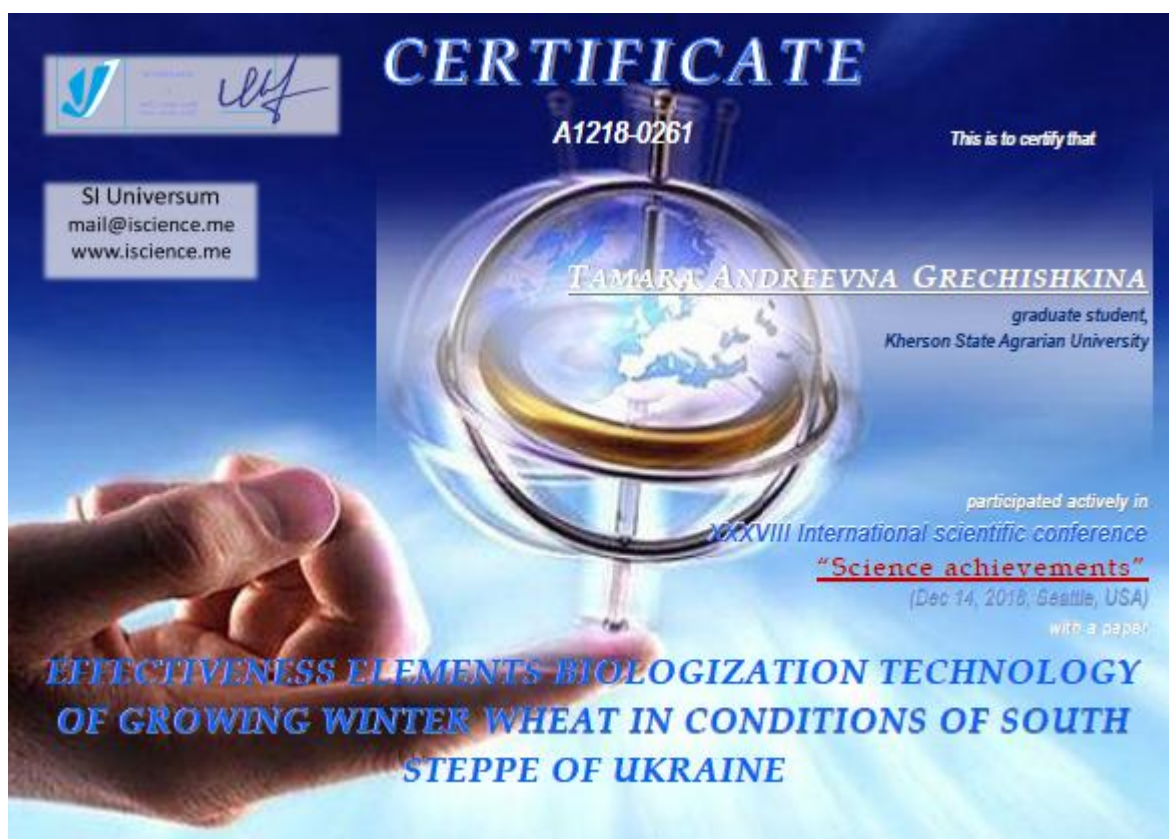 CERTIFICATE
A1218-0261
This is to certify that
SI Universum
mail@iscience.me
www.iscience.me
TAMARA ANDREEVNA GRECHISHKINA
graduate student,
Kherson State Agrarian University
participated actively in
XXXVIII International scientific conference
“Science achievements”
(Dec 14, 2018, Seattle, USA)
with a paper
EFFECTIVENESS ELEMENTS BIOLOGIZATION TECHNOLOGY
OF GROWING WINTER WHEAT IN CONDITIONS OF SOUTH
STEPPE OF UKRAINE